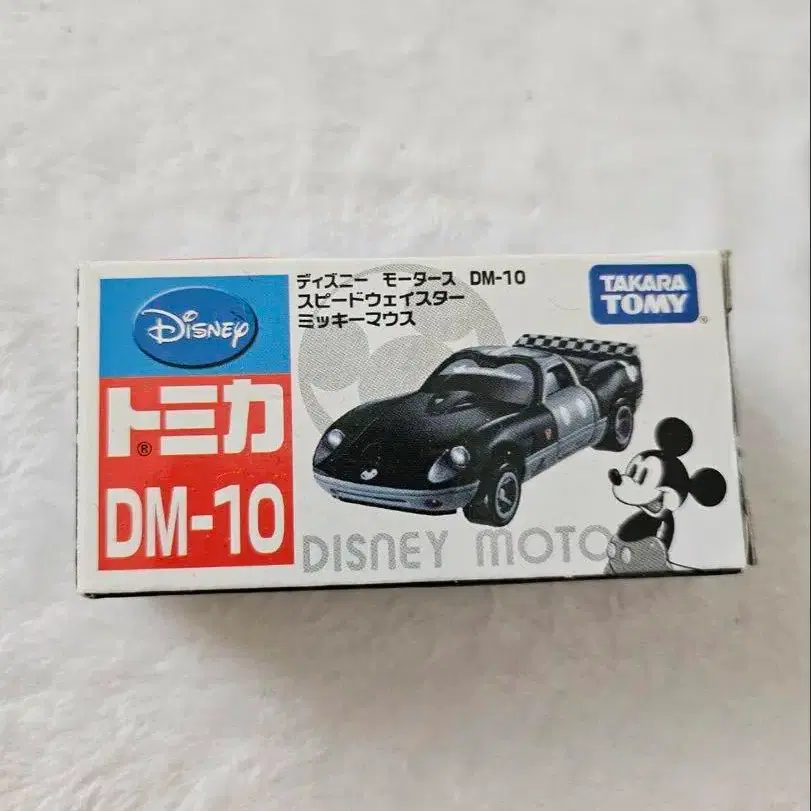 Disney
トミカ®
DM-10
ディズニー モータース DM-10
スピードウェイスター
ミッキーマウス
TAKARA
TOMY®
DISNEY MOTO